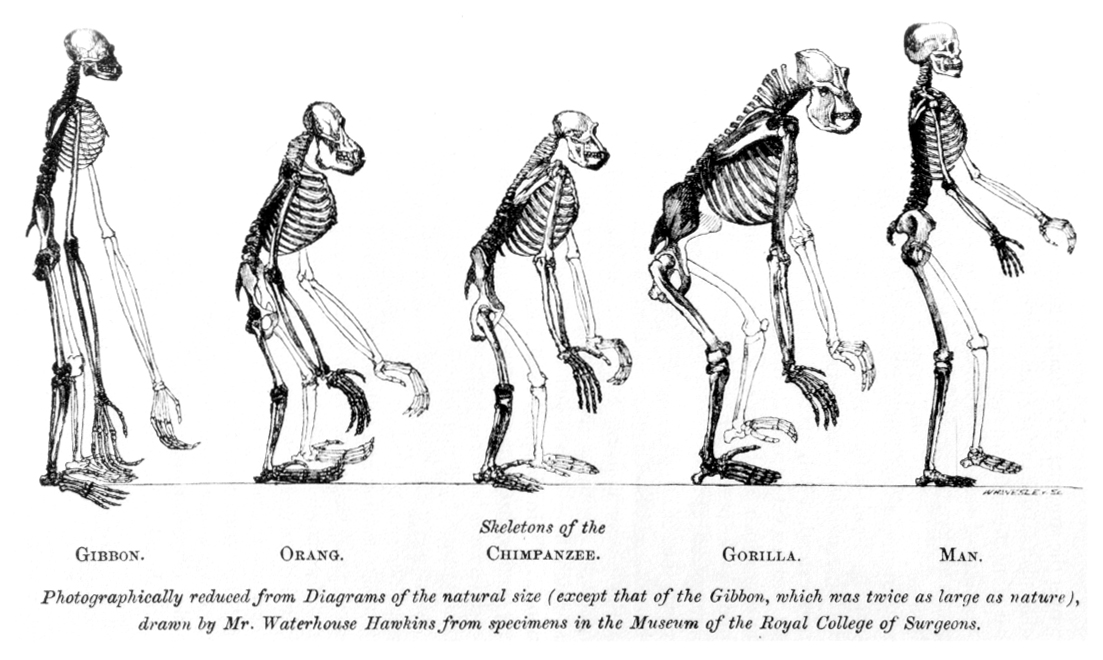 Skeletons of the
GIBBON. ORANG. CHIMPANZEE. GORILLA. MAN.
Photographically reduced from Diagrams of the natural size (except that of the Gibbon, which was twice as large as nature),
drawn by Mr. Waterhouse Hawkins from specimens in the Museum of the Royal College of Surgeons.